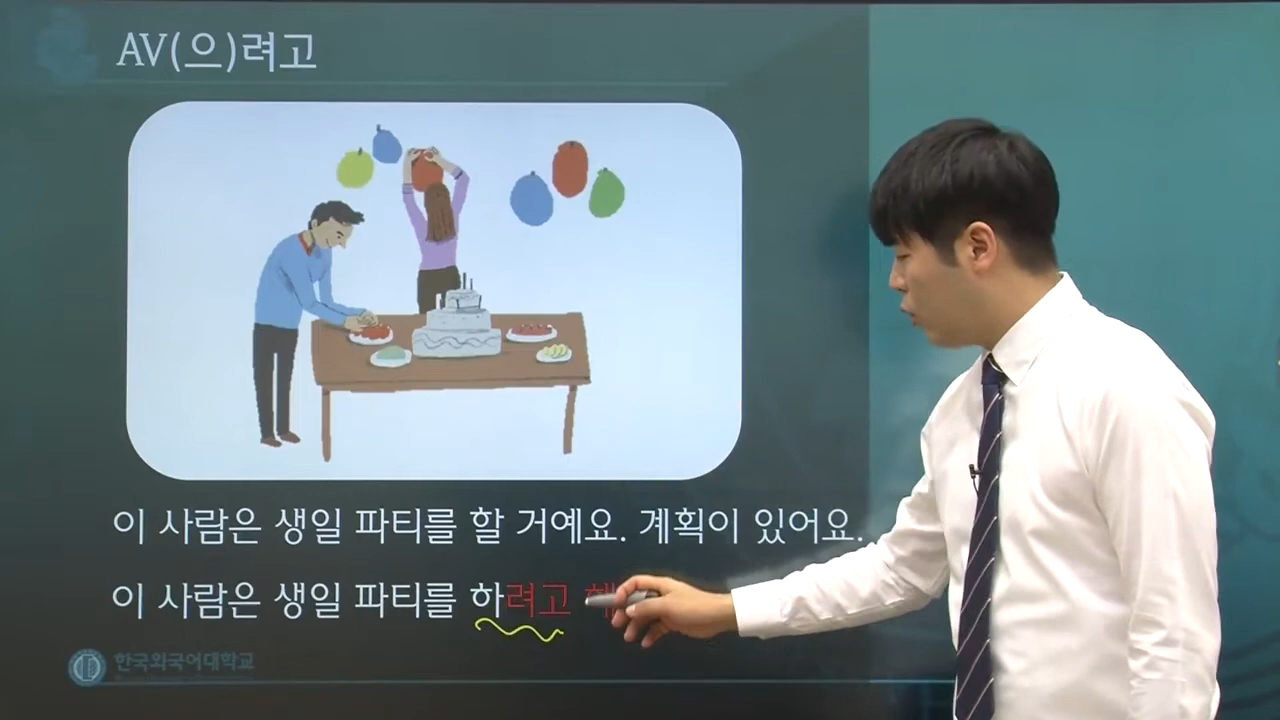 AV(으)려고
이 사람은 생일 파티를 할 거예요. 계획이 있어요.
이 사람은 생일 파티를 하려고 해
한국외국어대학교